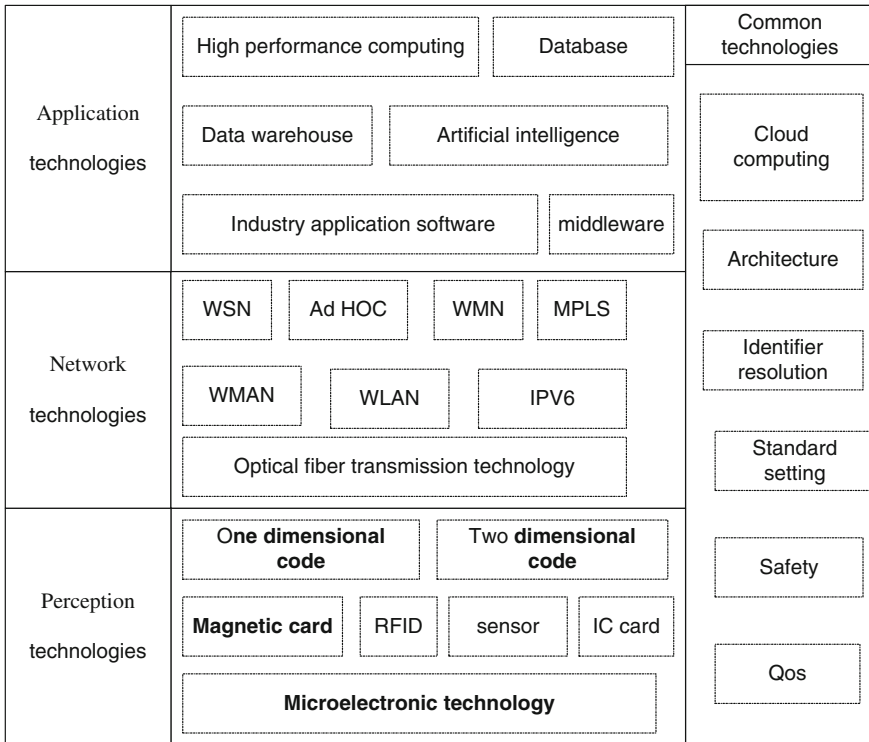 Application
technologies
High performance computing
Database
Data warehouse
Artificial intelligence
Industry application software
middleware
Network
technologies
WSN
Ad HOC
WMN
MPLS
WMAN
WLAN
IPV6
Optical fiber transmission technology
Perception
technologies
One dimensional
code
Two dimensional
code
Magnetic card
RFID
sensor
IC card
Microelectronic technology
Common
technologies
Cloud
computing
Architecture
Identifier
resolution
Standard
setting
Safety
Qos